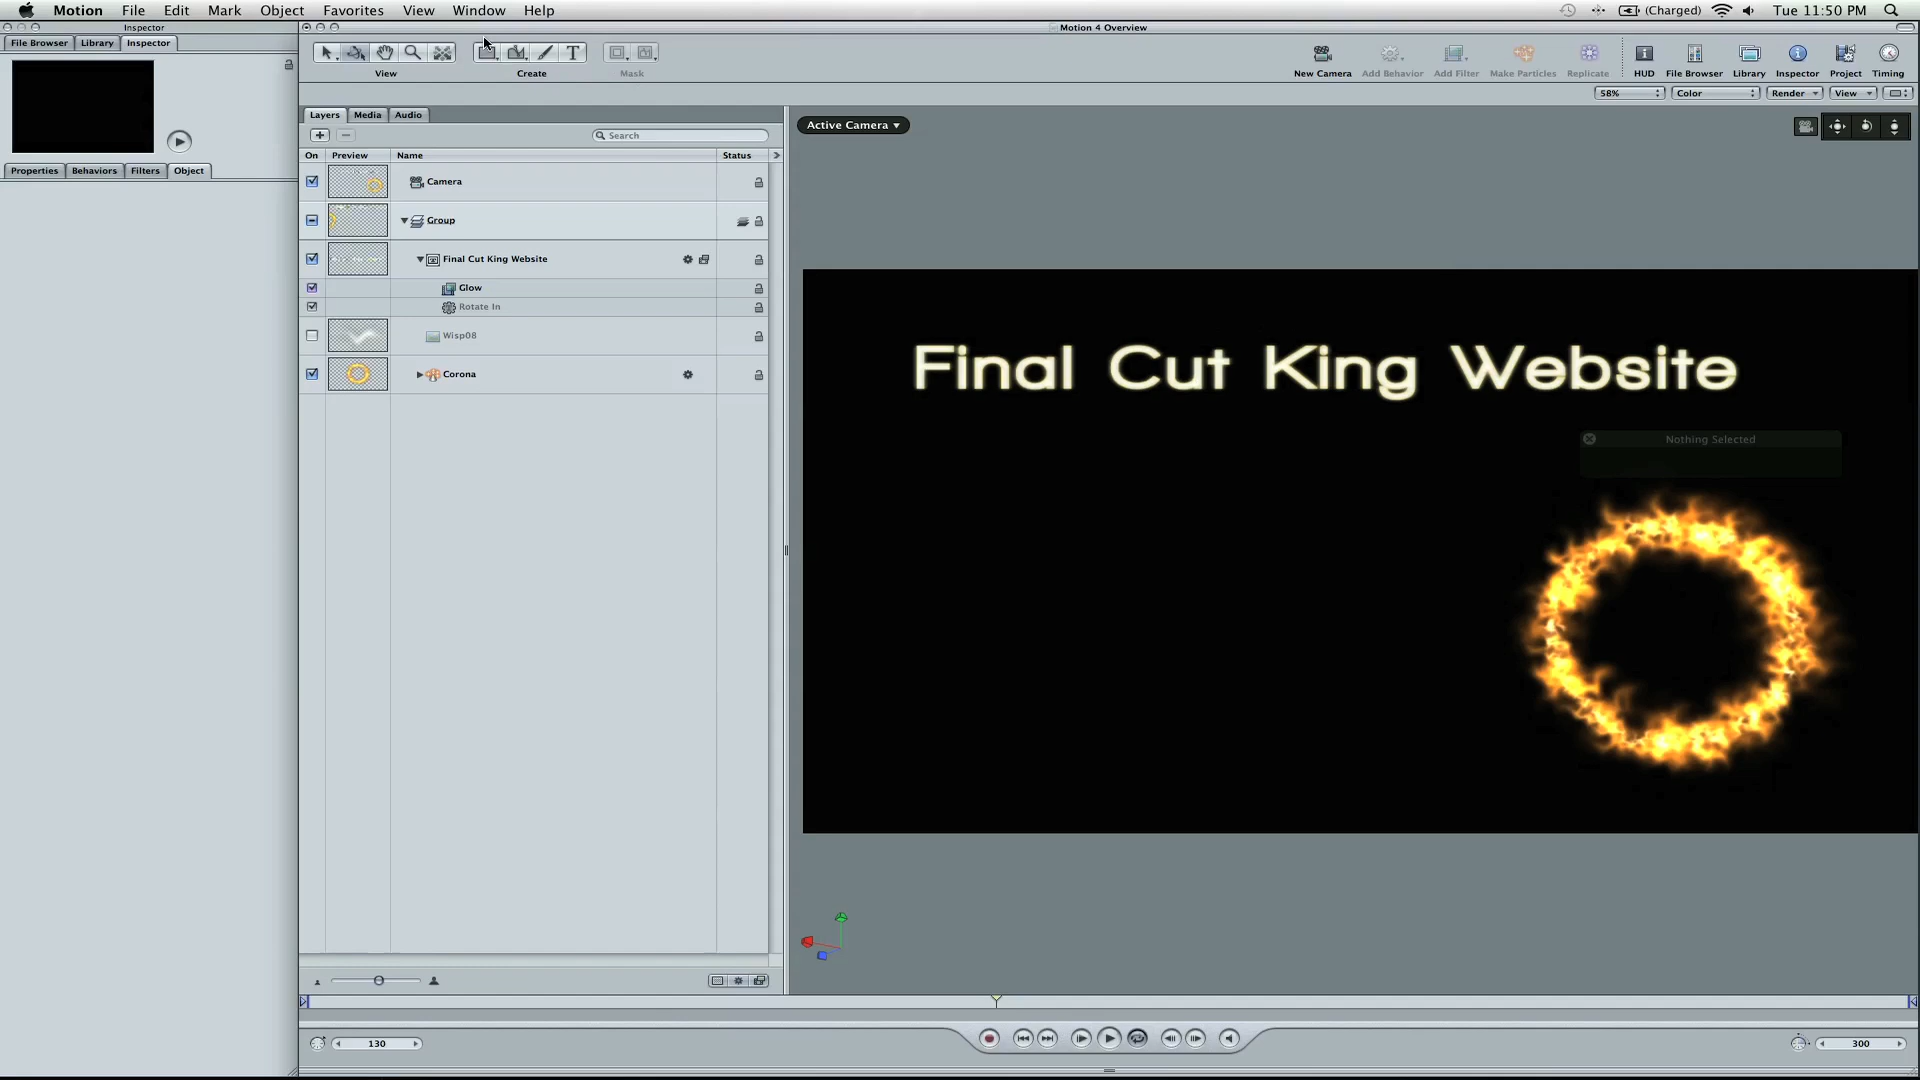 Motion File Edit Mark Object Favorites View Window Help (Charged) Tue 11:50 PM
Inspector
Motion 4 Overview
File Browser Library Inspector
View Create Mask
New Camera Add Behavior Add Filter Make Particles Replicate HUD File Browser Library Inspector Project Timing
58% Color Render View
Layers Media Audio
Active Camera
Search
On Preview Name Status
Properties Behaviors Filters Object
Camera
Group
Final Cut King Website
Glow
Rotate In
Wisp08
Corona
Final Cut King Website
Nothing Selected
130
300